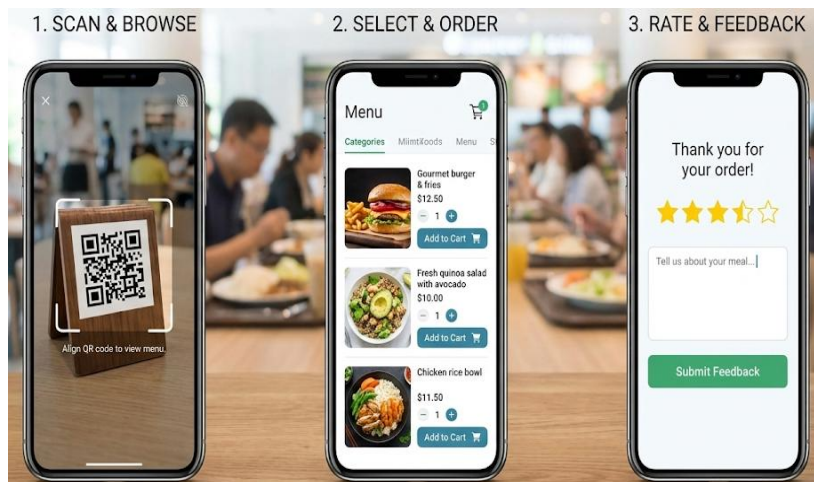 1. SCAN & BROWSE
2. SELECT & ORDER
3. RATE & FEEDBACK
Align QR code to view menu.
Menu
1
Categories Miimtifoods Menu S
Gourmet burger
& fries
$12.50
− 1 +
Add to Cart
Fresh quinoa salad
with avocado
$10.00
− 1 +
Add to Cart
Chicken rice bowl
$11.50
− 1 +
Add to Cart
Thank you for
your order!
Tell us about your meal...
Submit Feedback